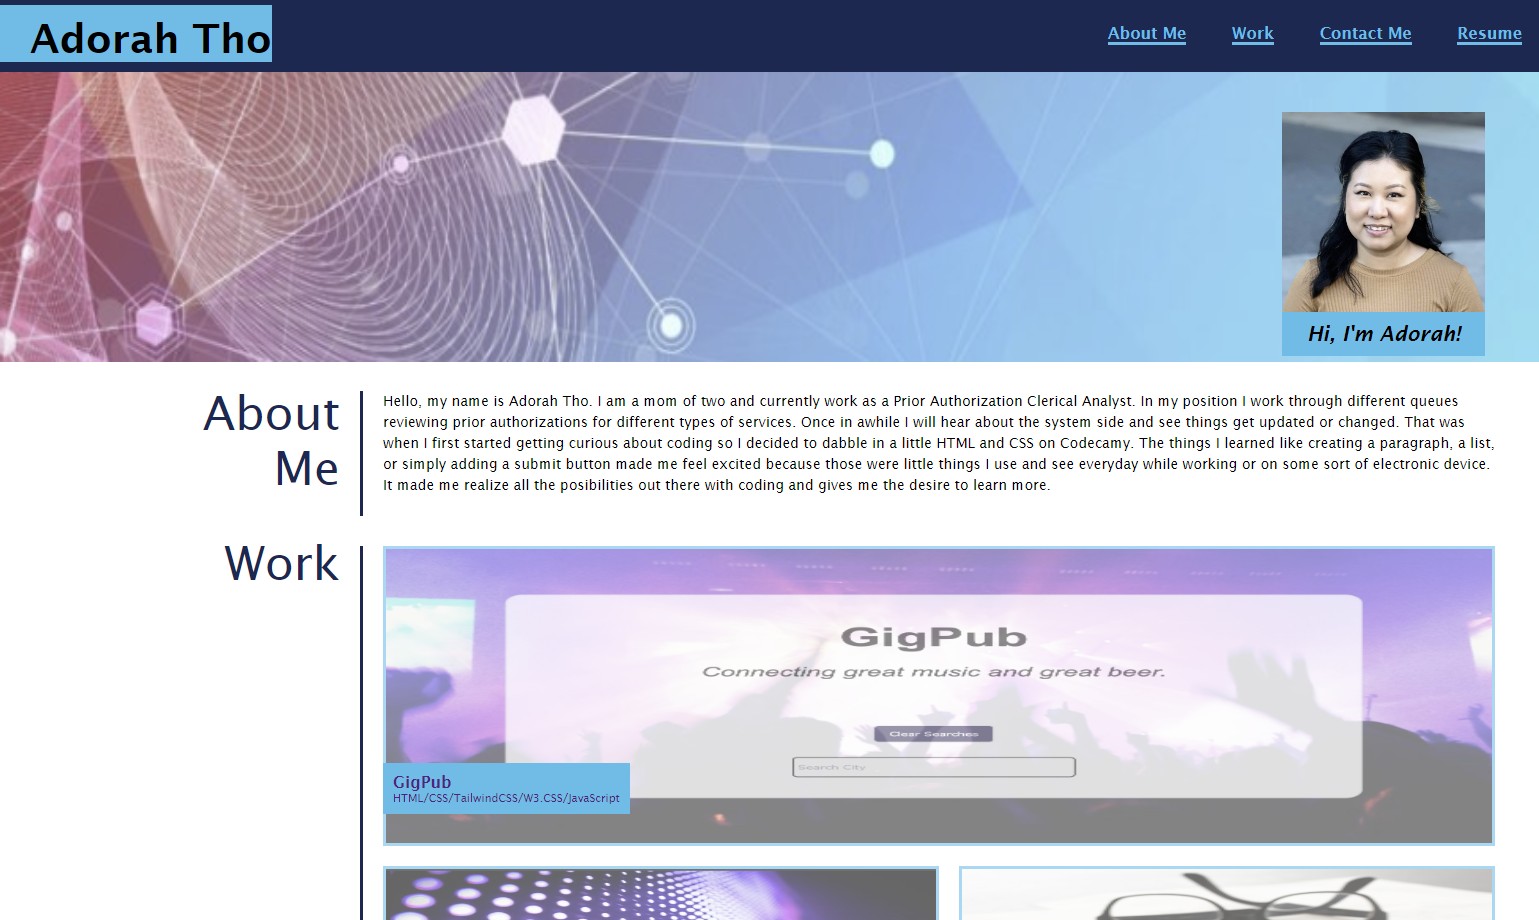 Adorah Tho
About Me
Work
Contact Me
Resume
Hi, I'm Adorah!
About
Me
Hello, my name is Adorah Tho. I am a mom of two and currently work as a Prior Authorization Clerical Analyst. In my position I work through different queues
reviewing prior authorizations for different types of services. Once in awhile I will hear about the system side and see things get updated or changed. That was
when I first started getting curious about coding so I decided to dabble in a little HTML and CSS on Codecamy. The things I learned like creating a paragraph, a list,
or simply adding a submit button made me feel excited because those were little things I use and see everyday while working or on some sort of electronic device.
It made me realize all the posibilities out there with coding and gives me the desire to learn more.
Work
GigPub
Connecting great music and great beer.
Clear Searches
Search City
GigPub
HTML/CSS/TailwindCSS/W3.CSS/JavaScript